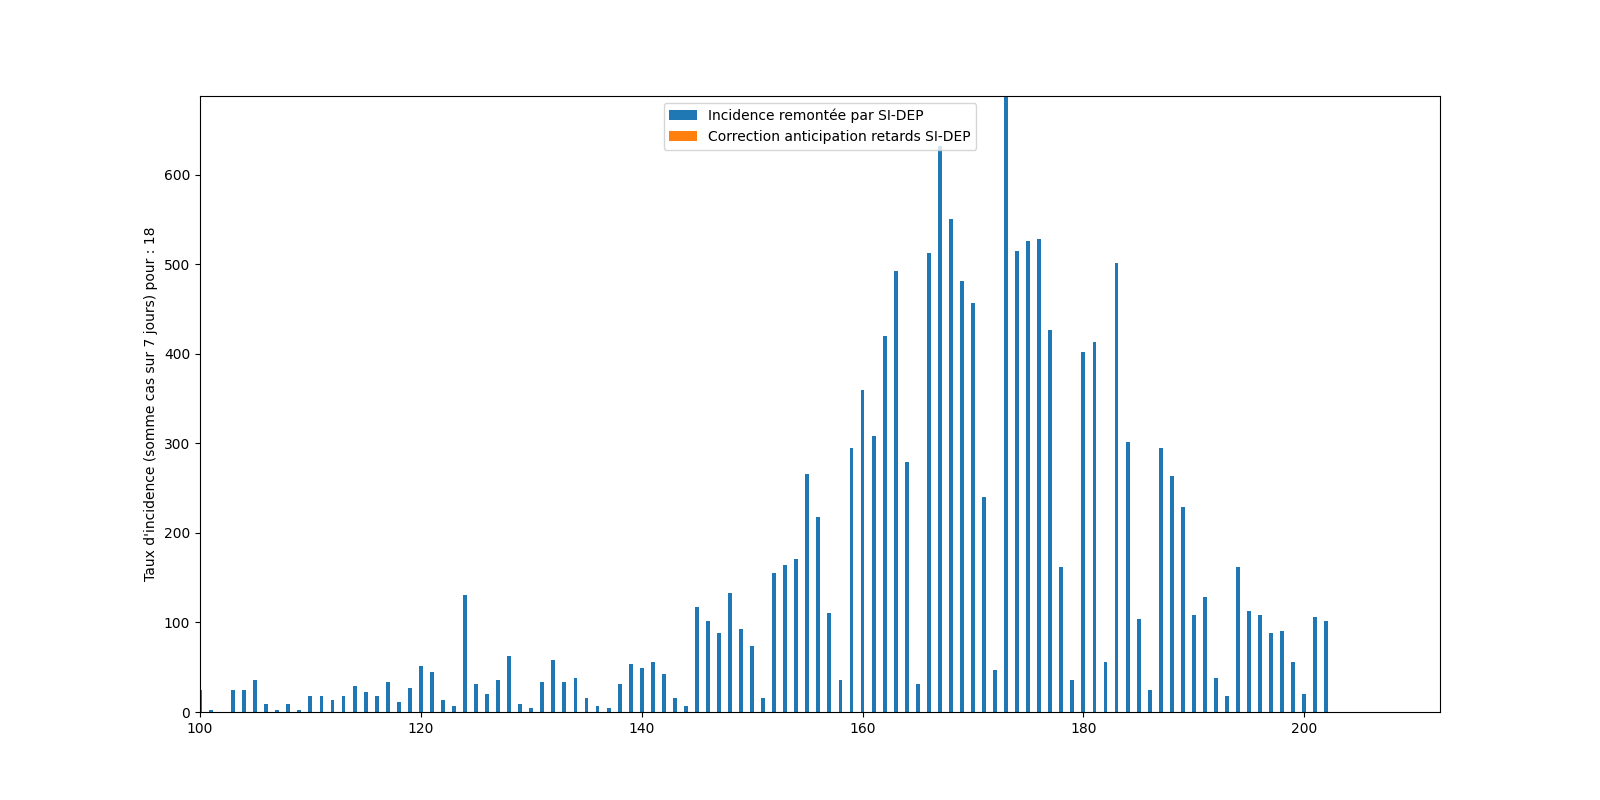 Incidence remontée par SI-DEP
Correction anticipation retards SI-DEP
Taux d'incidence (somme cas sur 7 jours) pour : 18
600
500
400
300
200
100
0
100 120 140 160 180 200